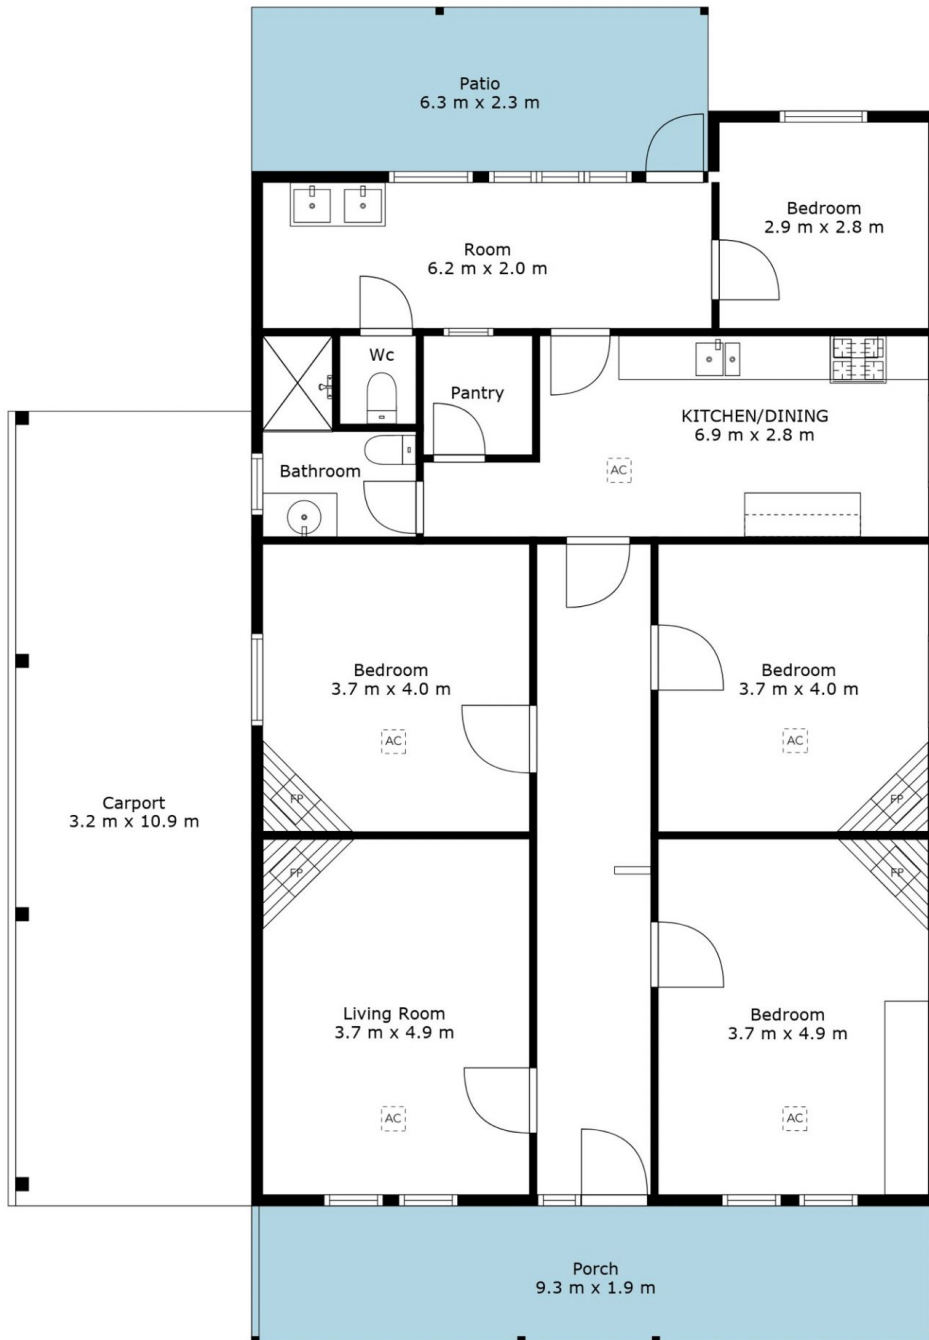 Patio
6.3 m x 2.3 m
Bedroom
2.9 m x 2.8 m
Room
6.2 m x 2.0 m
Wc
Pantry
KITCHEN/DINING
6.9 m x 2.8 m
AC
Bathroom
Bedroom
3.7 m x 4.0 m
AC
FP
Bedroom
3.7 m x 4.0 m
AC
FP
Carport
3.2 m x 10.9 m
FP
Living Room
3.7 m x 4.9 m
AC
FP
Bedroom
3.7 m x 4.9 m
AC
Porch
9.3 m x 1.9 m